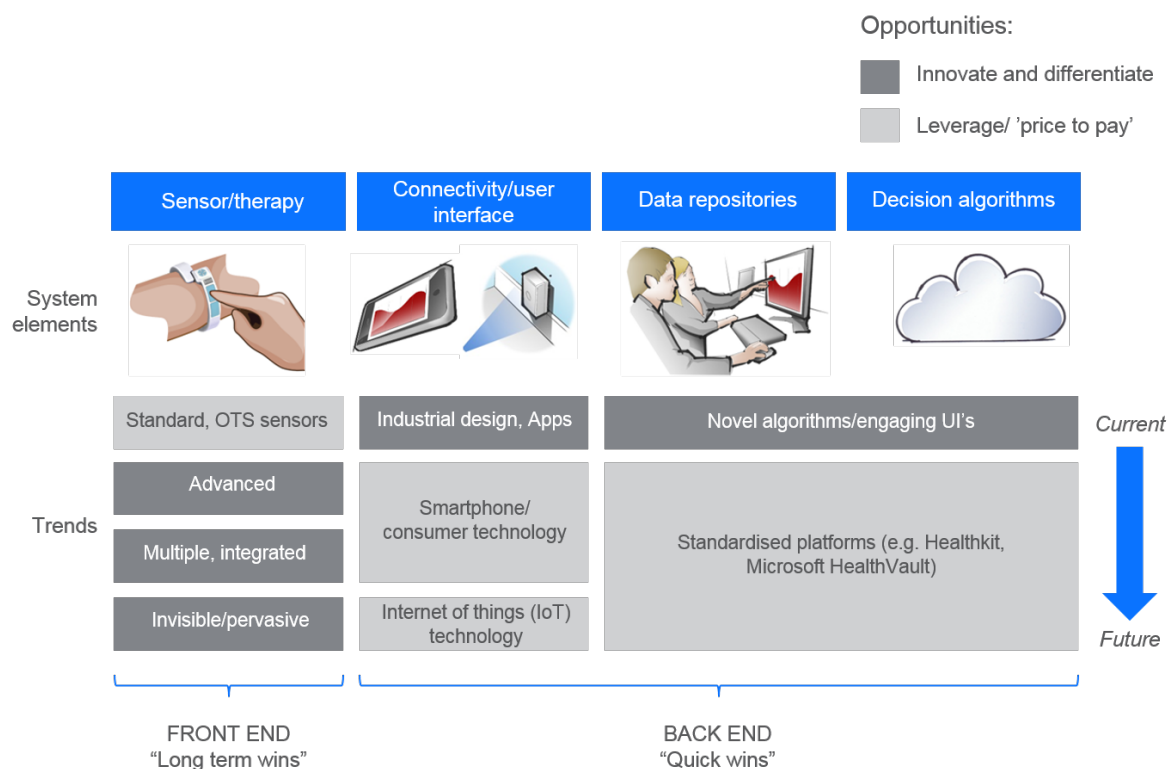 Opportunities:
Innovate and differentiate
Leverage/ ’price to pay’
Sensor/therapy
Connectivity/user
interface
Data repositories
Decision algorithms
System
elements
Standard, OTS sensors
Industrial design, Apps
Novel algorithms/engaging UI’s
Current
Advanced
Smartphone/
consumer technology
Trends
Multiple, integrated
Standardised platforms (e.g. Healthkit,
Microsoft HealthVault)
Invisible/pervasive
Internet of things (IoT)
technology
Future
FRONT END
“Long term wins”
BACK END
“Quick wins”